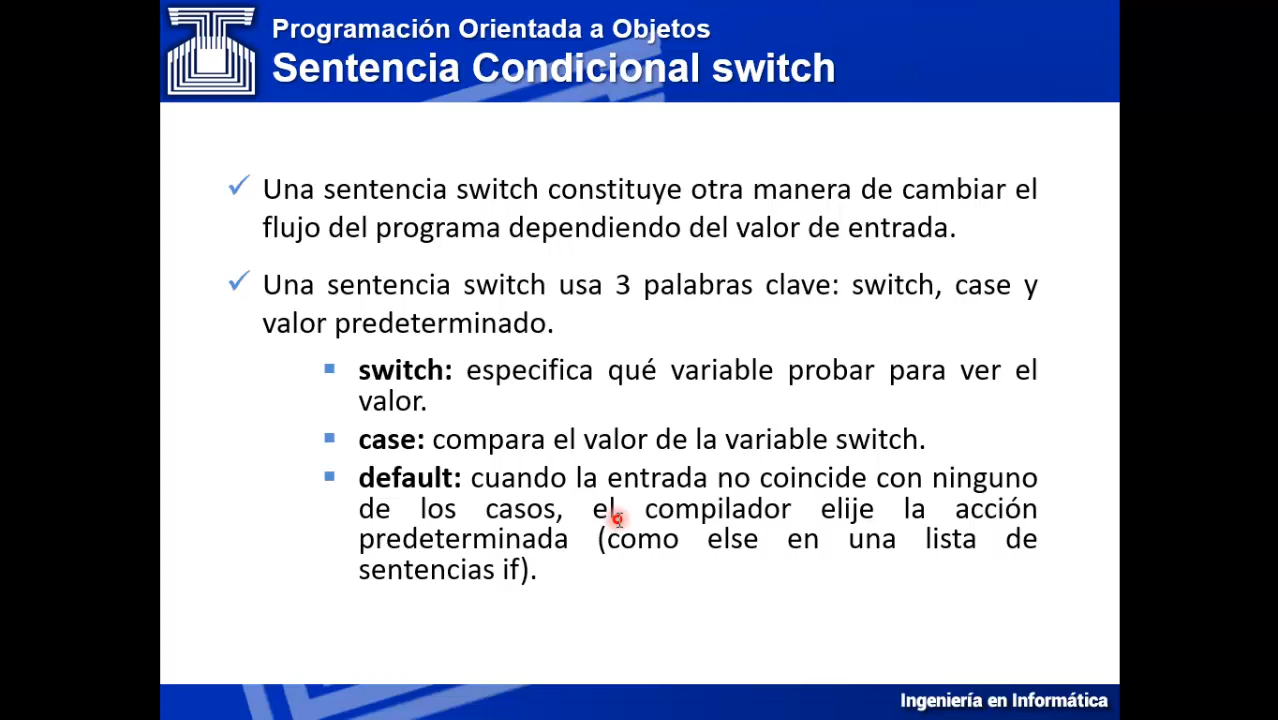 Programación Orientada a Objetos
Sentencia Condicional switch
Una sentencia switch constituye otra manera de cambiar el
flujo del programa dependiendo del valor de entrada.
Una sentencia switch usa 3 palabras clave: switch, case y
valor predeterminado.
switch: especifica qué variable probar para ver el
valor.
case: compara el valor de la variable switch.
default: cuando la entrada no coincide con ninguno
de los casos, el compilador elije la acción
predeterminada (como else en una lista de
sentencias if).
Ingeniería en Informática